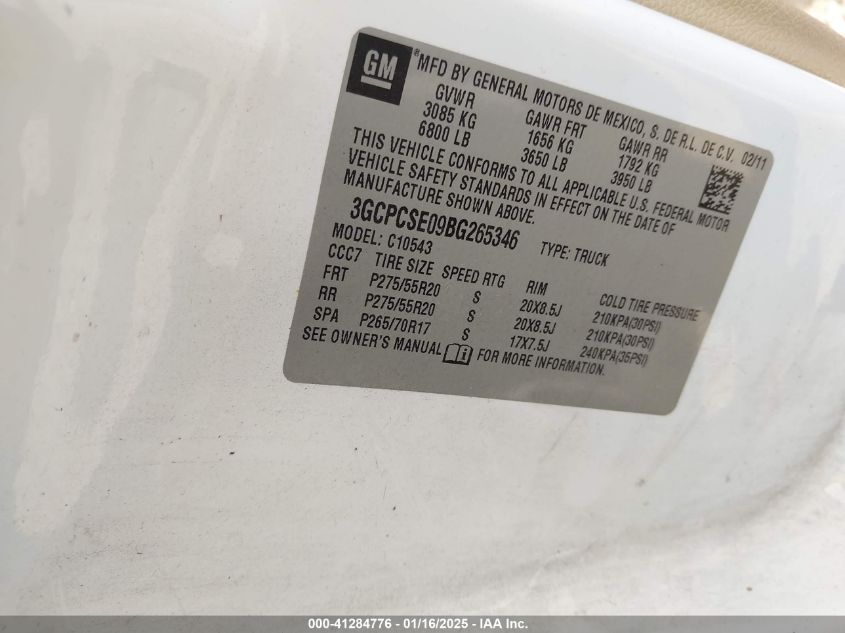 GM
® MFD BY GENERAL MOTORS DE MEXICO, S. DE R.L. DE C.V. 02/11
GVWR GAWR FRT GAWR RR
3085 KG 1656 KG 1792 KG
6800 LB 3650 LB 3950 LB
THIS VEHICLE CONFORMS TO ALL APPLICABLE U.S. FEDERAL MOTOR
VEHICLE SAFETY STANDARDS IN EFFECT ON THE DATE OF
MANUFACTURE SHOWN ABOVE.
3GCPCSE09BG265346 TYPE: TRUCK
MODEL: C10543
CCC7 TIRE SIZE SPEED RTG RIM COLD TIRE PRESSURE
FRT P275/55R20 S 20X8.5J 210KPA(30PSI)
RR P275/55R20 S 20X8.5J 210KPA(30PSI)
SPA P265/70R17 S 17X7.5J 240KPA(35PSI)
SEE OWNER'S MANUAL FOR MORE INFORMATION.
000-41284776 - 01/16/2025 - IAA Inc.